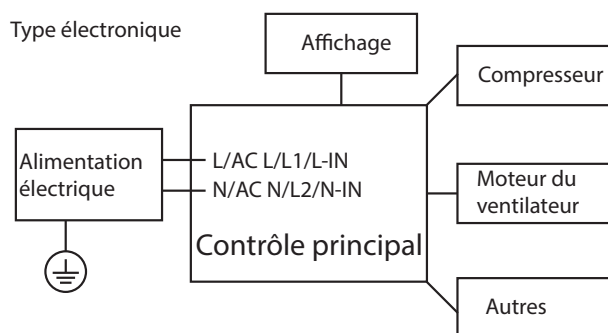 Type électronique
Affichage
Compresseur
Alimentation
électrique
L/AC L/L1/L-IN
N/AC N/L2/N-IN
Contrôle principal
Moteur du
ventilateur
Autres